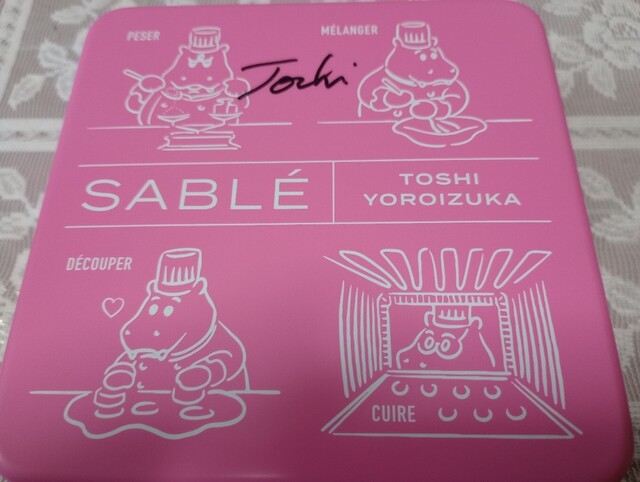 PESER
MÉLANGER
Toshi
SABLÉ
TOSHI
YOROIZUKA
DÉCOUPER
CUIRE